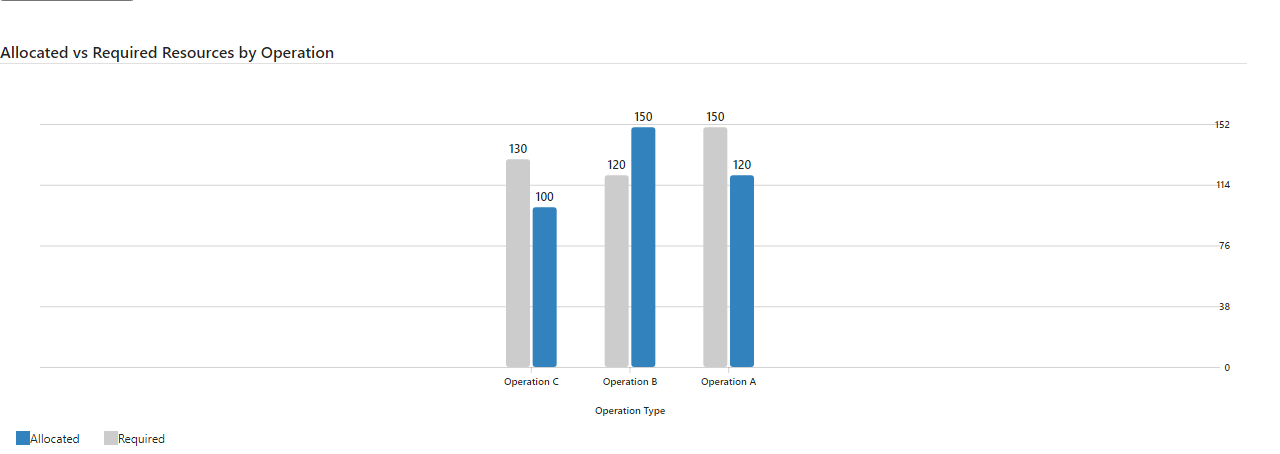 Allocated vs Required Resources by Operation
150 150
152
130
120 120
114
100
76
38
0
Operation C Operation B Operation A
Operation Type
Allocated Required